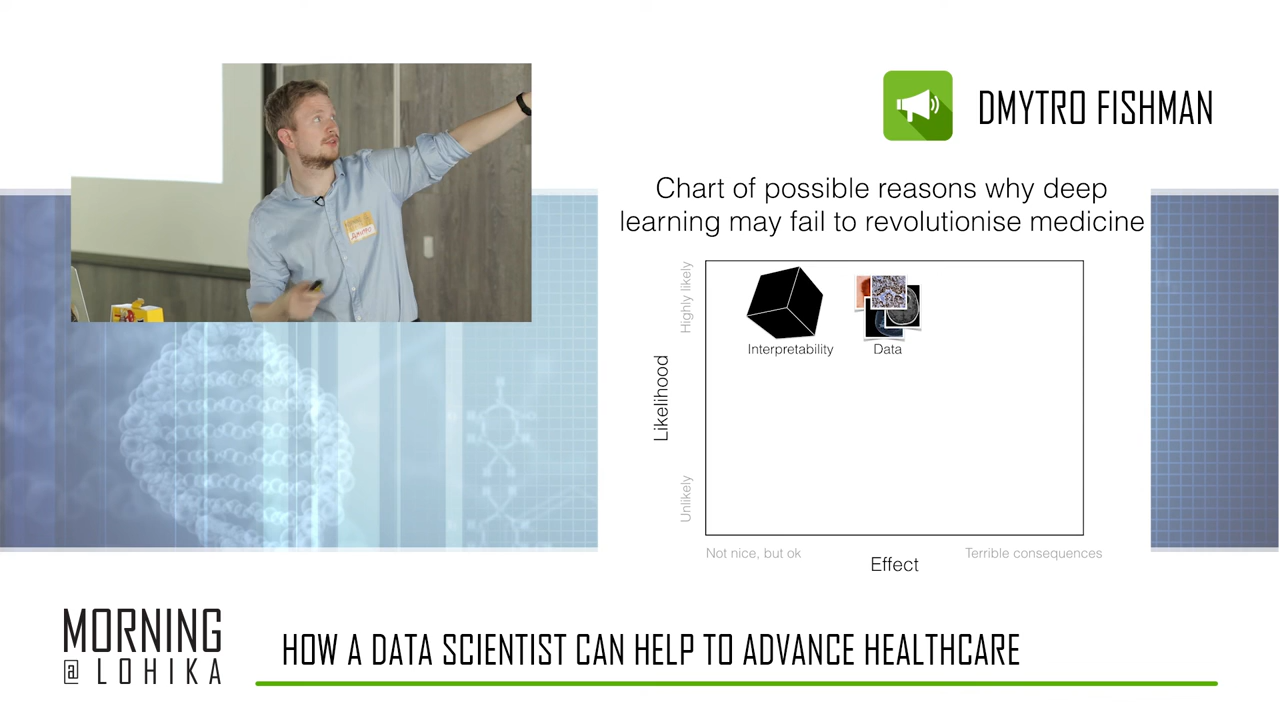 DMYTRO FISHMAN
ДМИТРО
Chart of possible reasons why deep
learning may fail to revolutionise medicine
Highly likely
Likelihood
Unlikely
Interpretability
Data
Not nice, but ok
Terrible consequences
Effect
MORNING
@ LOHIKA
HOW A DATA SCIENTIST CAN HELP TO ADVANCE HEALTHCARE